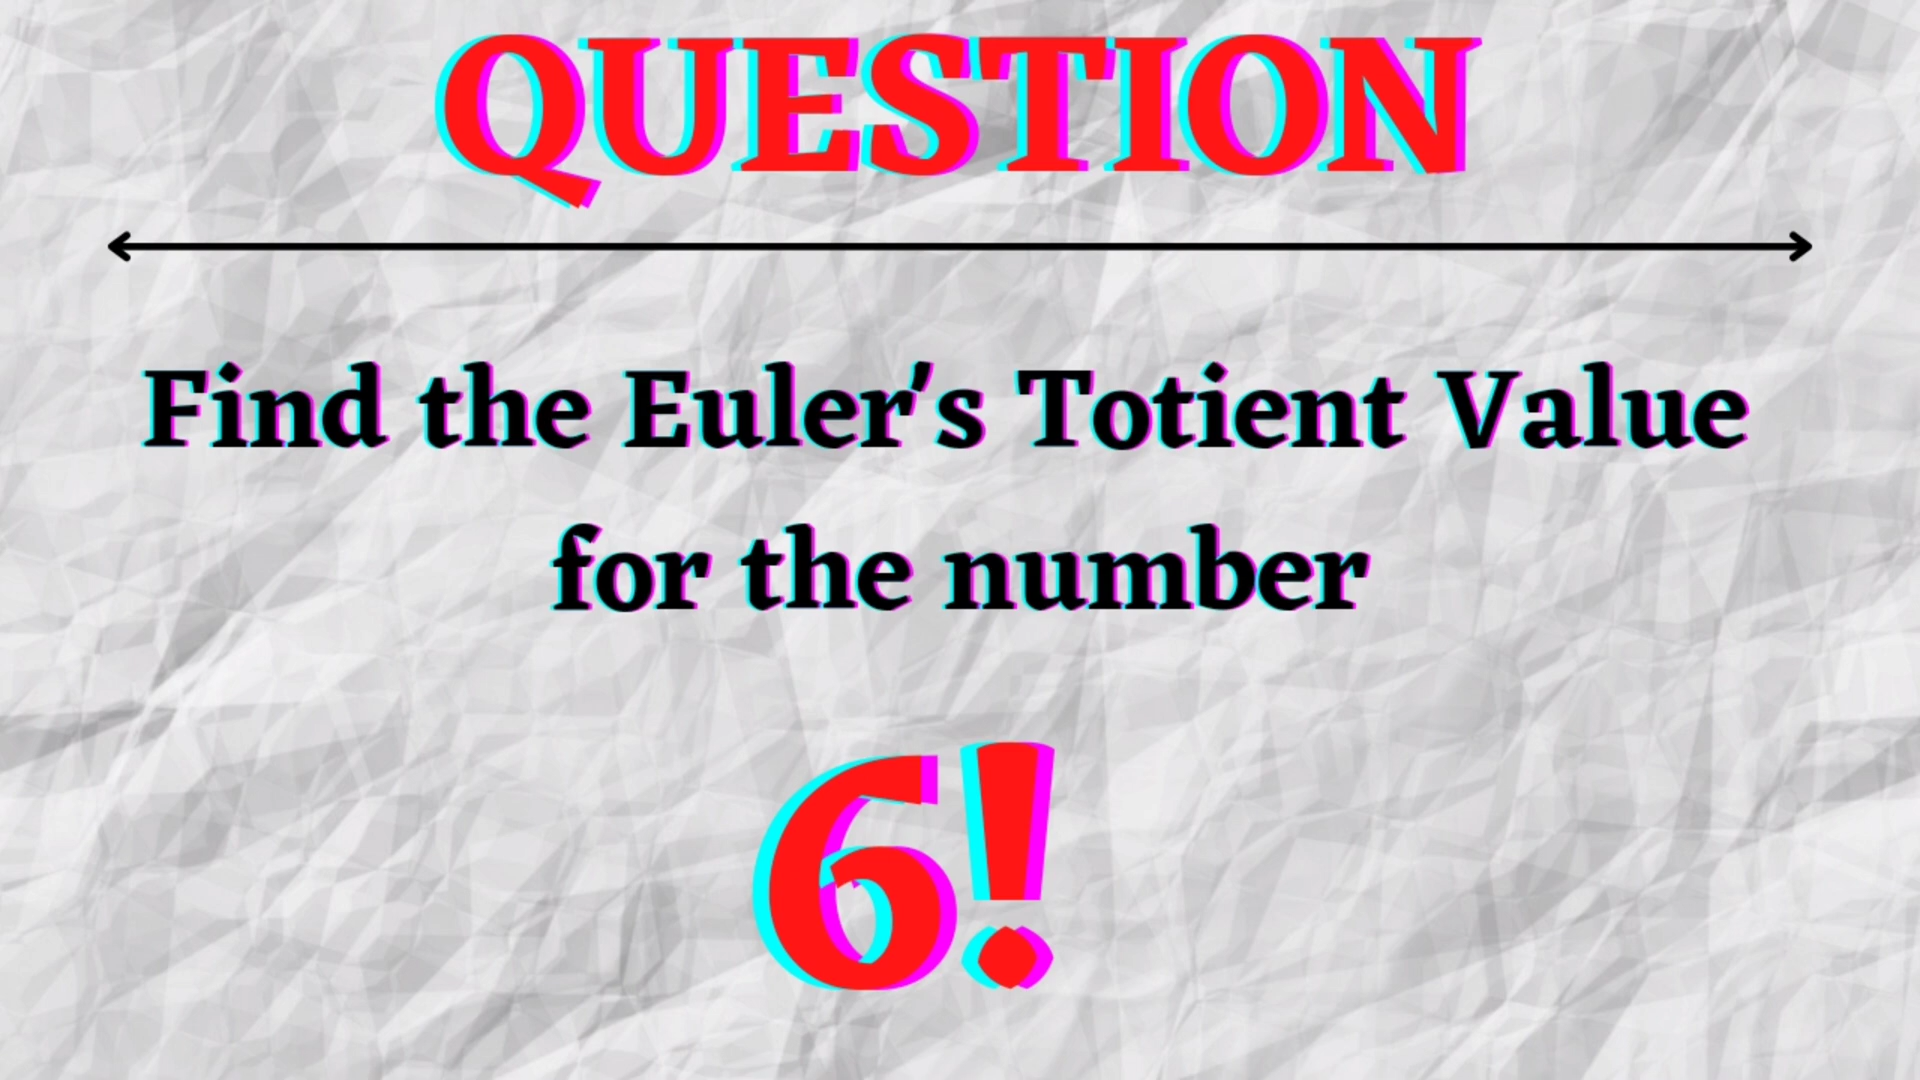 QUESTION
Find the Euler's Totient Value
for the number
6!